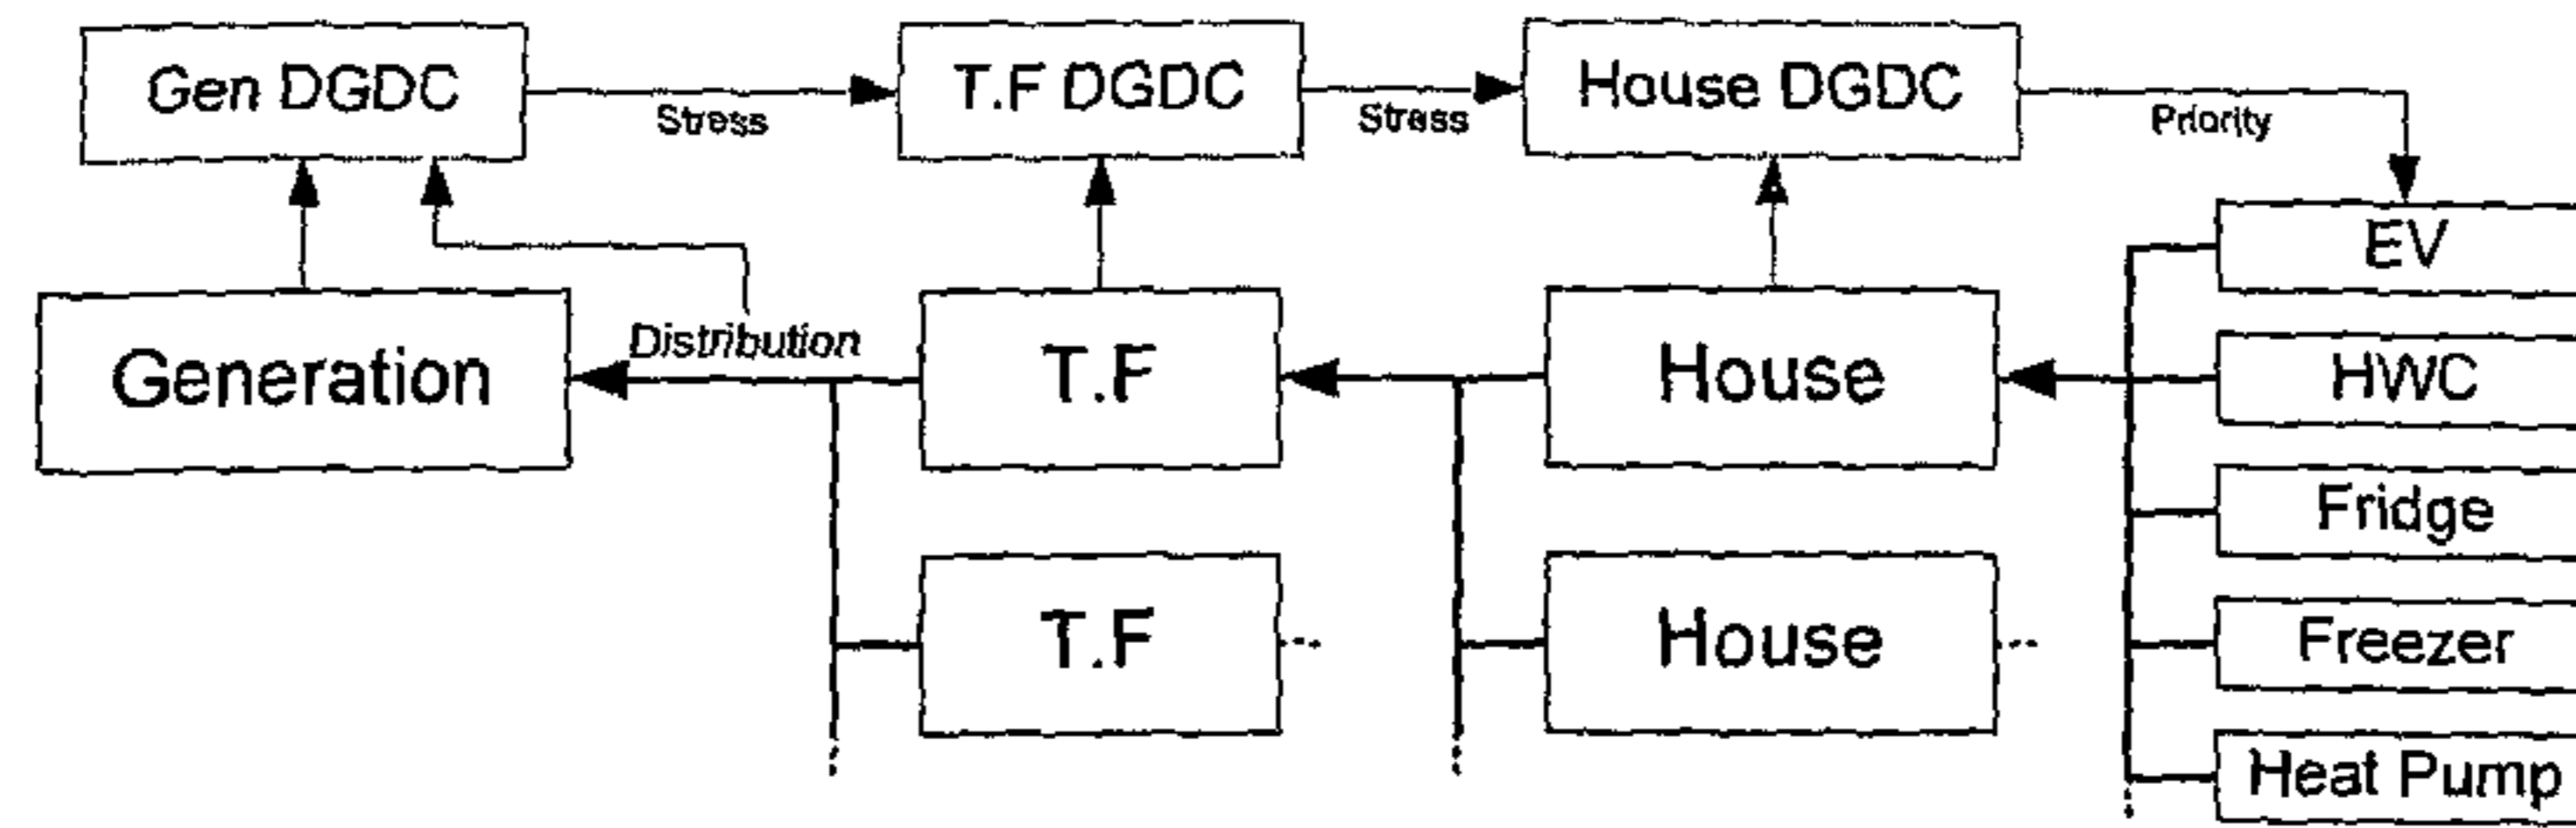 Gen DGDC
Stress
T.F DGDC
Stress
House DGDC
Priority
EV
Generation
Distribution
T.F
House
HWC
Fridge
T.F
House
Freezer
Heat Pump